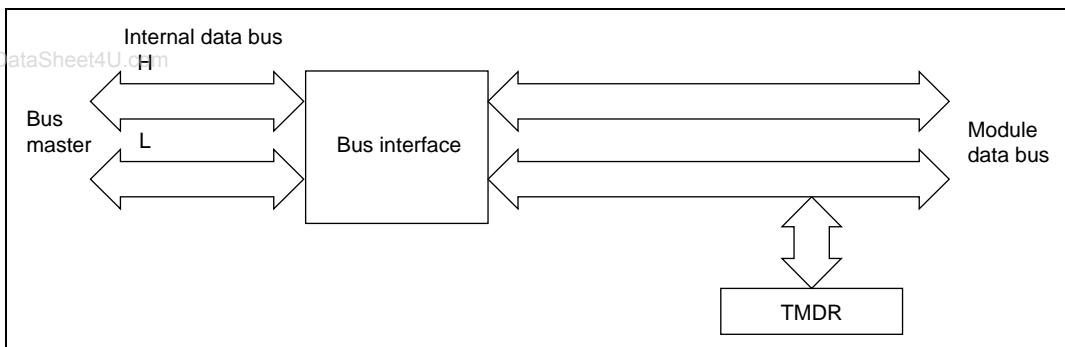 Internal data bus
DataSheet4U.com
H
Bus
master
L
Bus interface
Module
data bus
TMDR